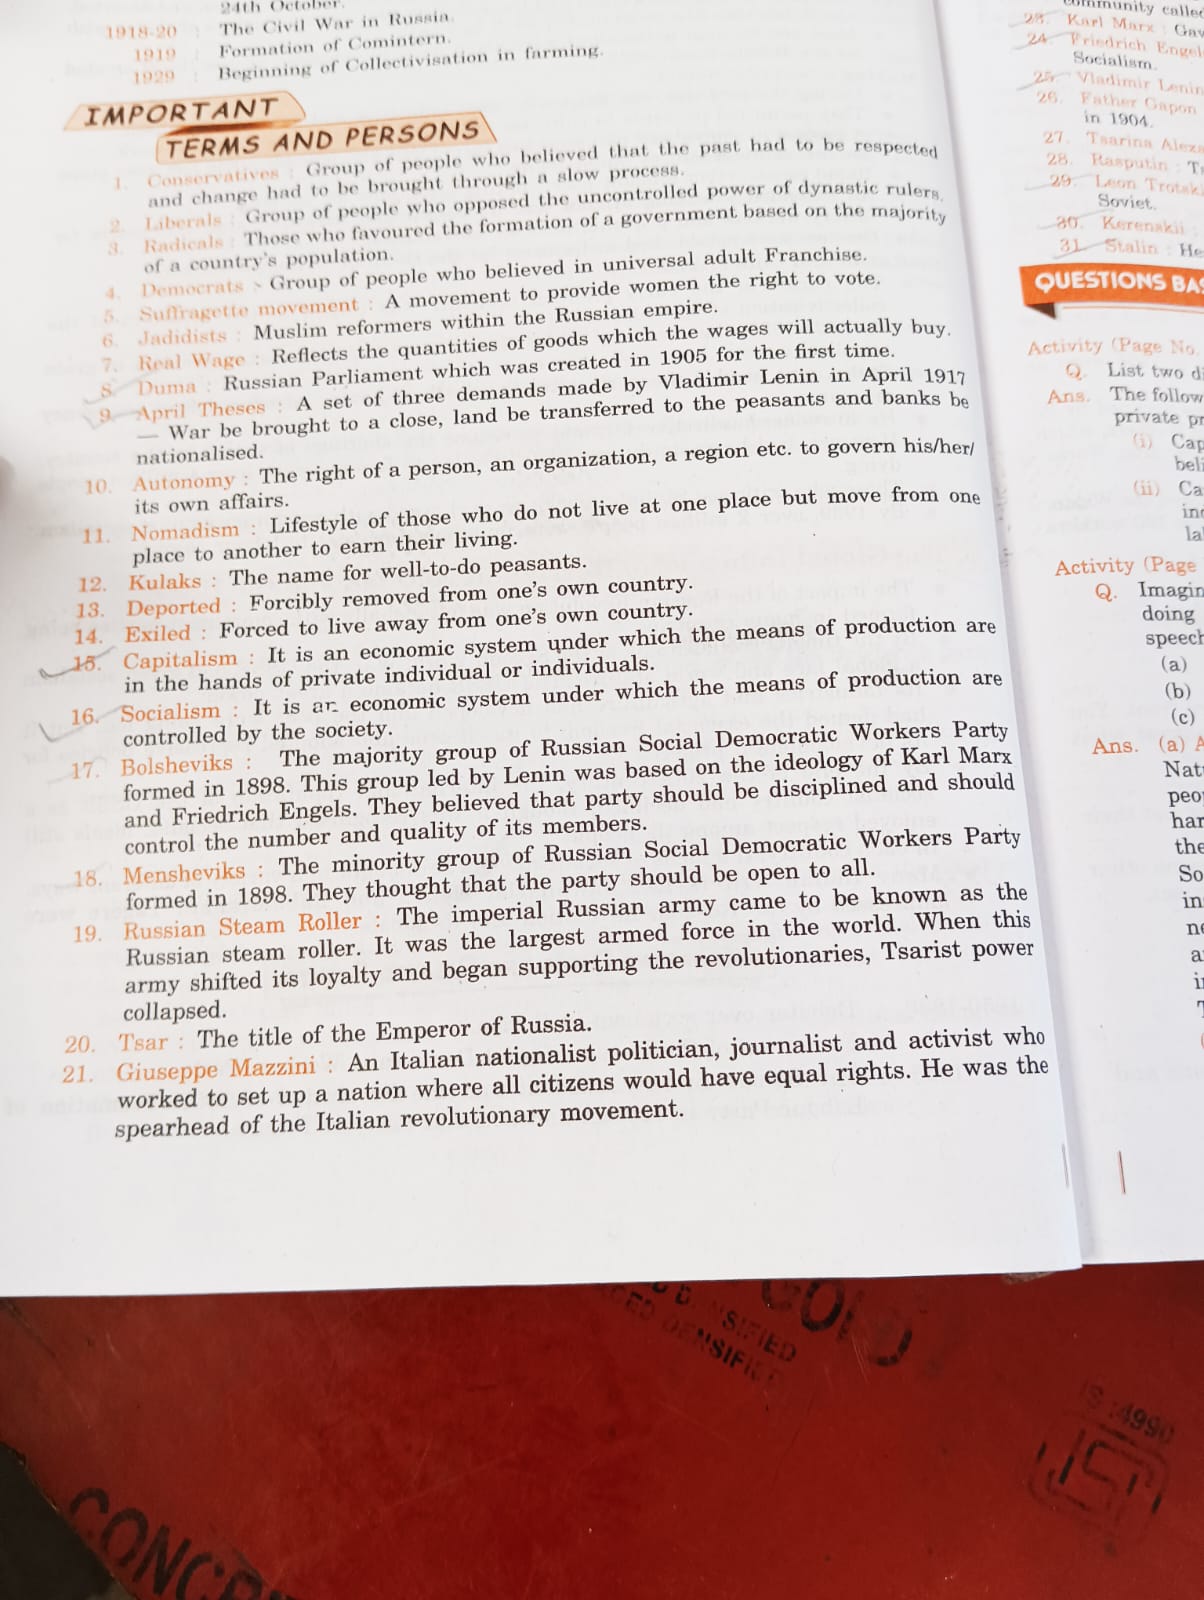 24th October.
1918-20 : The Civil War in Russia.
1919 : Formation of Comintern.
1929 : Beginning of Collectivisation in farming.
IMPORTANT
TERMS AND PERSONS
1. Conservatives : Group of people who believed that the past had to be respected
and change had to be brought through a slow process.
2. Liberals : Group of people who opposed the uncontrolled power of dynastic rulers.
3. Radicals : Those who favoured the formation of a government based on the majority
of a country's population.
4. Democrats : Group of people who believed in universal adult Franchise.
5. Suffragette movement : A movement to provide women the right to vote.
6. Jadidists : Muslim reformers within the Russian empire.
7. Real Wage : Reflects the quantities of goods which the wages will actually buy.
8. Duma : Russian Parliament which was created in 1905 for the first time.
9. April Theses : A set of three demands made by Vladimir Lenin in April 1917
— War be brought to a close, land be transferred to the peasants and banks be
nationalised.
10. Autonomy : The right of a person, an organization, a region etc. to govern his/her/
its own affairs.
11. Nomadism : Lifestyle of those who do not live at one place but move from one
place to another to earn their living.
12. Kulaks : The name for well-to-do peasants.
13. Deported : Forcibly removed from one's own country.
14. Exiled : Forced to live away from one's own country.
15. Capitalism : It is an economic system under which the means of production are
in the hands of private individual or individuals.
16. Socialism : It is an economic system under which the means of production are
controlled by the society.
17. Bolsheviks : The majority group of Russian Social Democratic Workers Party
formed in 1898. This group led by Lenin was based on the ideology of Karl Marx
and Friedrich Engels. They believed that party should be disciplined and should
control the number and quality of its members.
18. Mensheviks : The minority group of Russian Social Democratic Workers Party
formed in 1898. They thought that the party should be open to all.
19. Russian Steam Roller : The imperial Russian army came to be known as the
Russian steam roller. It was the largest armed force in the world. When this
army shifted its loyalty and began supporting the revolutionaries, Tsarist power
collapsed.
20. Tsar : The title of the Emperor of Russia.
21. Giuseppe Mazzini : An Italian nationalist politician, journalist and activist who
worked to set up a nation where all citizens would have equal rights. He was the
spearhead of the Italian revolutionary movement.
community called
23. Karl Marx : Gav
24. Friedrich Engels
Socialism.
25. Vladimir Lenin
26. Father Gapon
in 1904.
27. Tsarina Alexa
28. Rasputin : Ts
29. Leon Trotsk
Soviet.
30. Kerenskii :
31. Stalin : He
QUESTIONS BAS
Activity (Page No.
Q. List two di
Ans. The follow
private pr
(i) Cap
beli
(ii) Ca
in
la
Activity (Page
Q. Imagin
doing
speech
(a)
(b)
(c)
Ans. (a) A
Nat
peo
har
the
So
in
ne
a
i
GOLD
IS :4990
ISI